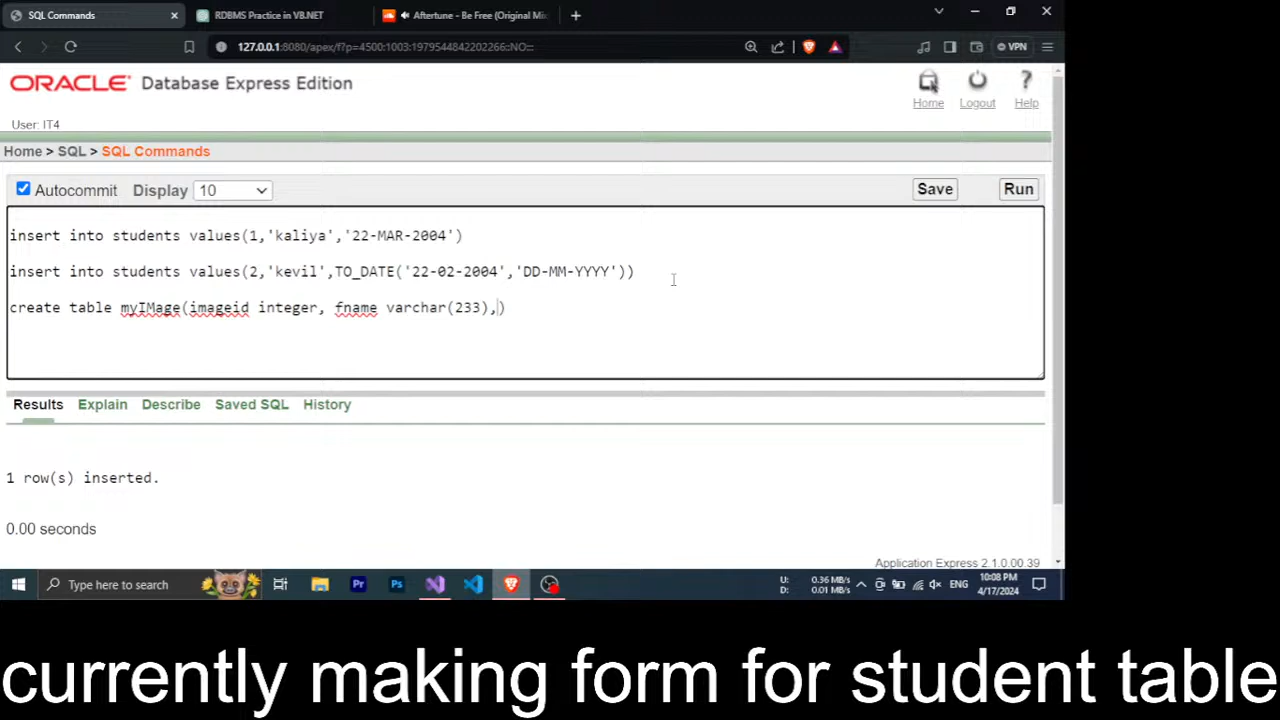 SQL Commands
RDBMS Practice in VB.NET
Aftertune - Be Free (Original Mix
127.0.0.1:8080/apex/f?p=4500:1003:1979544842202266::NO::
VPN
ORACLE® Database Express Edition
Home Logout Help
User: IT4
Home > SQL > SQL Commands
Autocommit Display 10 Save Run
insert into students values(1,'kaliya','22-MAR-2004')
insert into students values(2,'kevil',TO_DATE('22-02-2004','DD-MM-YYYY'))
create table myIMage(imageid integer, fname varchar(233),)
Results Explain Describe Saved SQL History
1 row(s) inserted.
0.00 seconds
Application Express 2.1.0.00.39
Type here to search
Pr
Ps
U: 0.36 MB/s
D: 0.01 MB/s
ENG
10:08 PM
4/17/2024
currently making form for student table